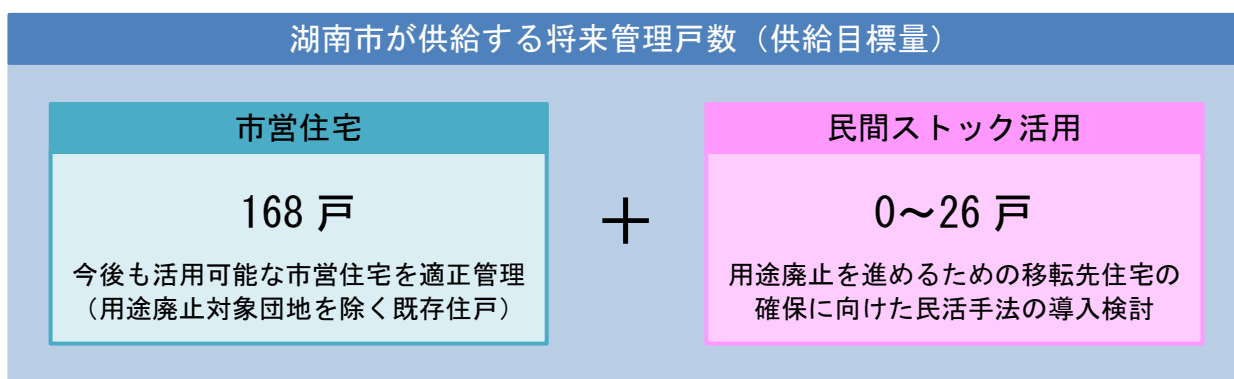 湖南市が供給する将来管理戸数（供給目標量）
市営住宅
168 戸
今後も活用可能な市営住宅を適正管理
（用途廃止対象団地を除く既存住戸）
＋
民間ストック活用
0～26 戸
用途廃止を進めるための移転先住宅の
確保に向けた民活手法の導入検討